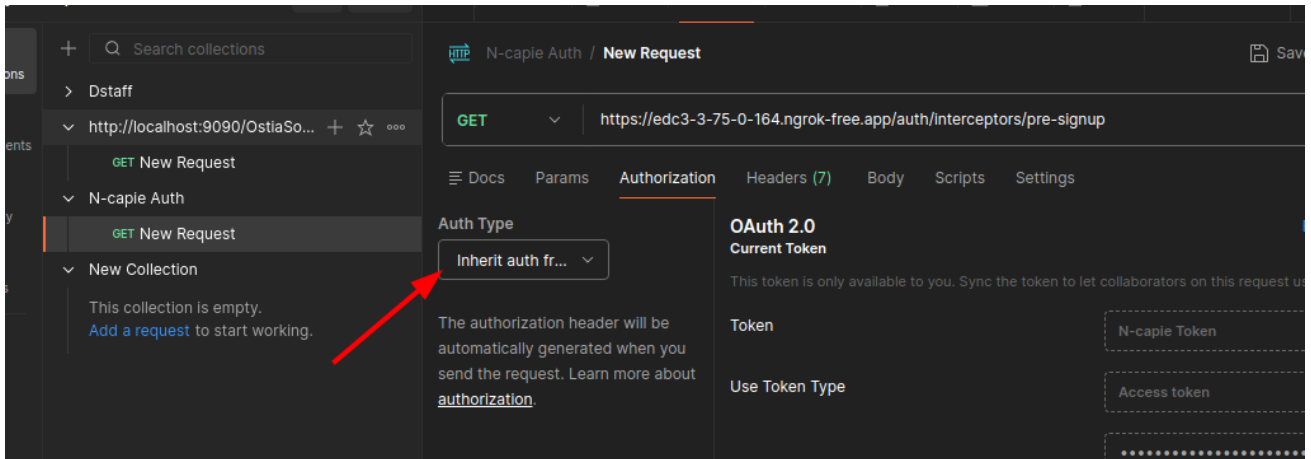 Search collections
N-capie Auth / New Request
Save
ons
Dstaff
http://localhost:9090/OstiaSo...
GET New Request
ents
N-capie Auth
y
GET New Request
New Collection
s
This collection is empty.
Add a request to start working.
GET
https://edc3-3-75-0-164.ngrok-free.app/auth/interceptors/pre-signup
Docs Params Authorization Headers (7) Body Scripts Settings
Auth Type
Inherit auth fr...
The authorization header will be
automatically generated when you
send the request. Learn more about
authorization.
OAuth 2.0
Current Token
This token is only available to you. Sync the token to let collaborators on this request us
Token
N-capie Token
Use Token Type
Access token